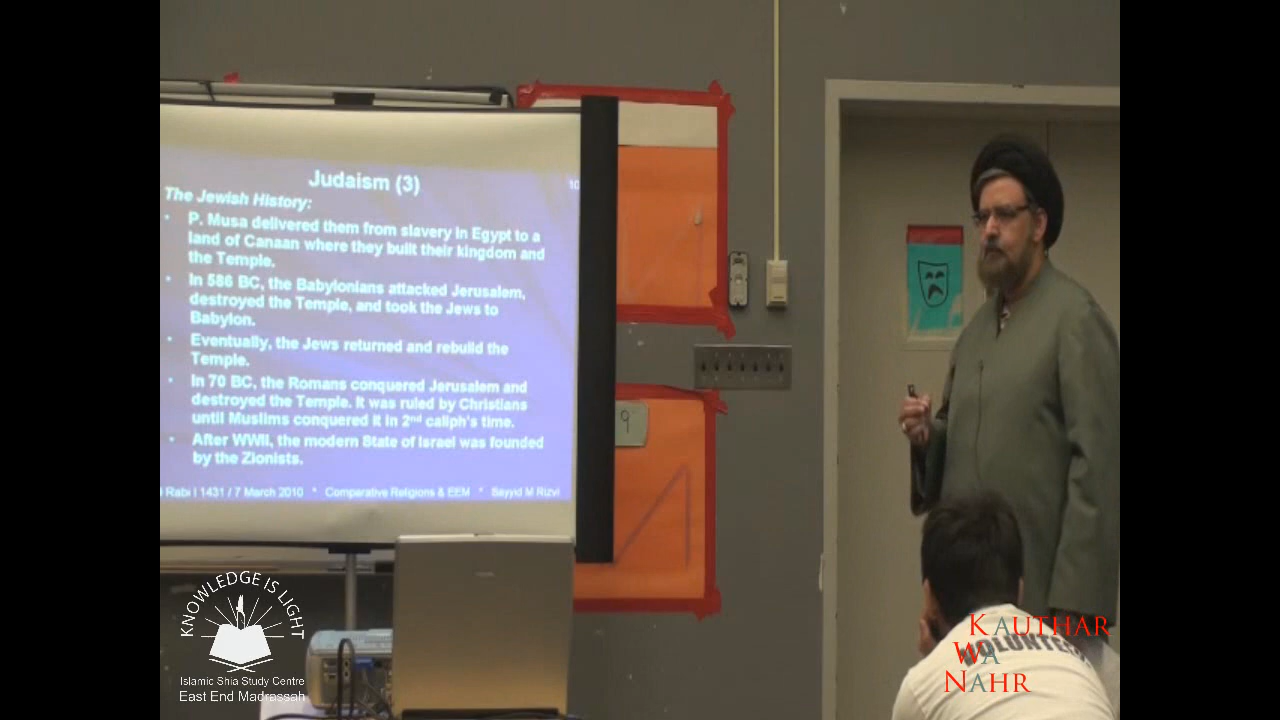 Judaism (3)
10
The Jewish History:
• P. Musa delivered them from slavery in Egypt to a
land of Canaan where they built their kingdom and
the Temple.
• In 586 BC, the Babylonians attacked Jerusalem,
destroyed the Temple, and took the Jews to
Babylon.
• Eventually, the Jews returned and rebuild the
Temple.
• In 70 BC, the Romans conquered Jerusalem and
destroyed the Temple. It was ruled by Christians
until Muslims conquered it in 2nd caliph's time.
• After WWII, the modern State of Israel was founded
by the Zionists.
Rabi I 1431 / 7 March 2010 * Comparative Religions & EEM * Sayyid M Rizvi
9
KNOWLEDGE IS LIGHT
Islamic Shia Study Centre
East End Madrassah
VOLUNTEER
KAUTHAR
WA
NAHR